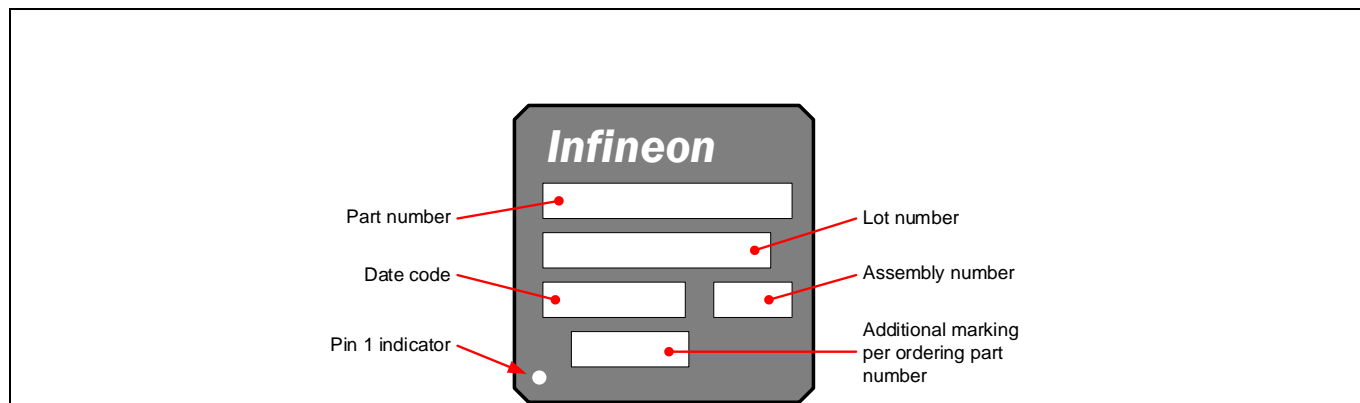 Infineon
Part number
Lot number
Date code
Assembly number
Pin 1 indicator
Additional marking
per ordering part
number